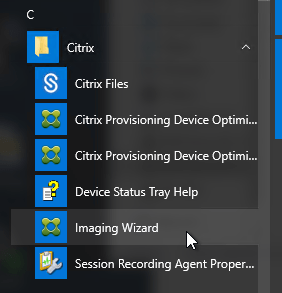 C
Citrix
Citrix Files
Citrix Provisioning Device Optimi...
Citrix Provisioning Device Optimi...
Device Status Tray Help
Imaging Wizard
Session Recording Agent Proper...